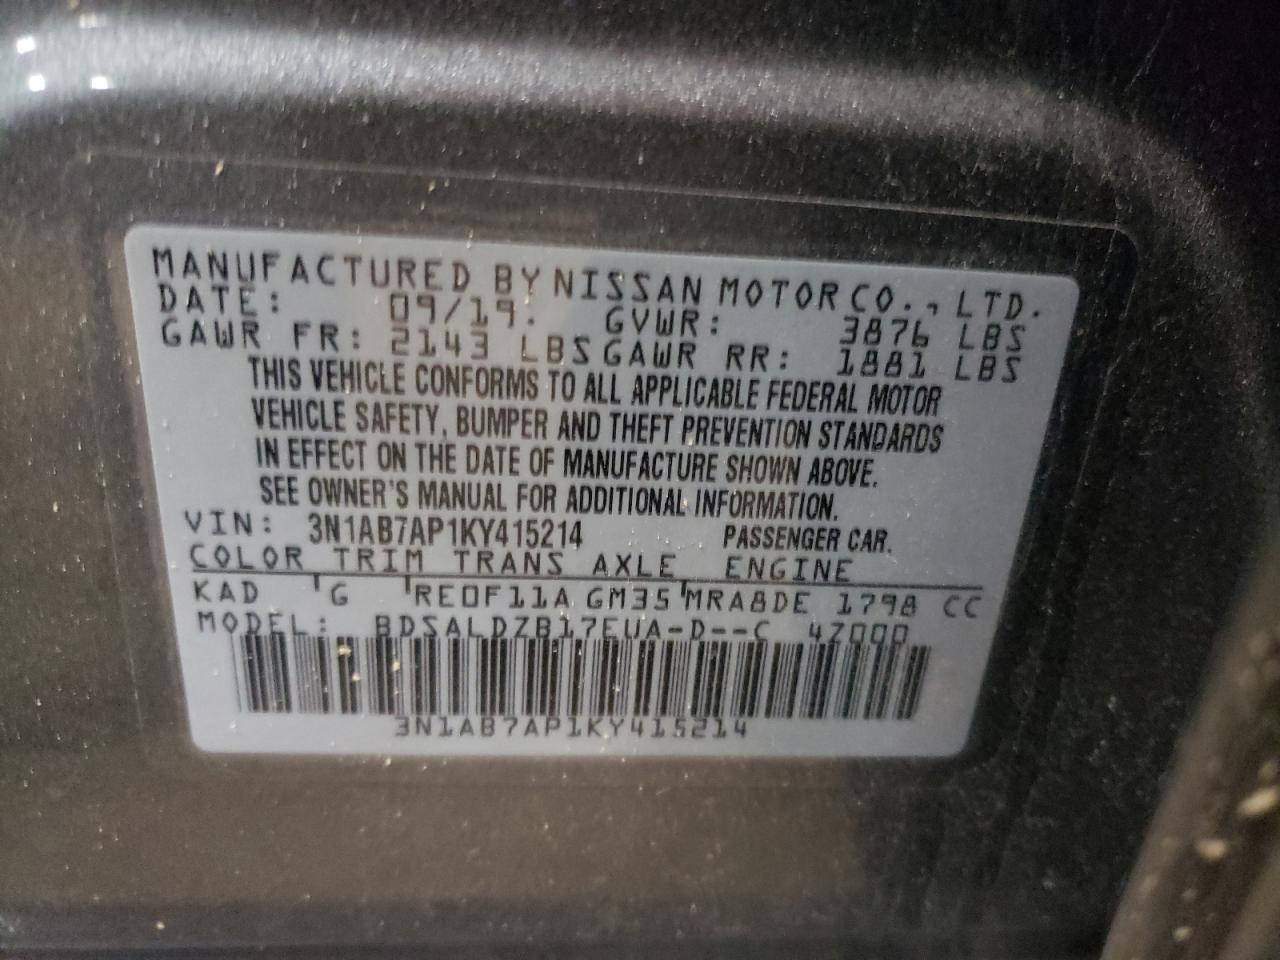 MANUFACTURED BY NISSAN MOTOR CO., LTD.
DATE: 09/19. GVWR: 3876 LBS
GAWR FR: 2143 LBS GAWR RR: 1881 LBS
THIS VEHICLE CONFORMS TO ALL APPLICABLE FEDERAL MOTOR
VEHICLE SAFETY, BUMPER AND THEFT PREVENTION STANDARDS
IN EFFECT ON THE DATE OF MANUFACTURE SHOWN ABOVE.
SEE OWNER'S MANUAL FOR ADDITIONAL INFORMATION.
VIN: 3N1AB7AP1KY415214 PASSENGER CAR.
COLOR TRIM TRANS AXLE ENGINE
KAD G RE0F11A GM35 MRA8DE 1798 CC
MODEL: BDSALDZB17EUA-D--C 4Z000
3N1AB7AP1KY415214